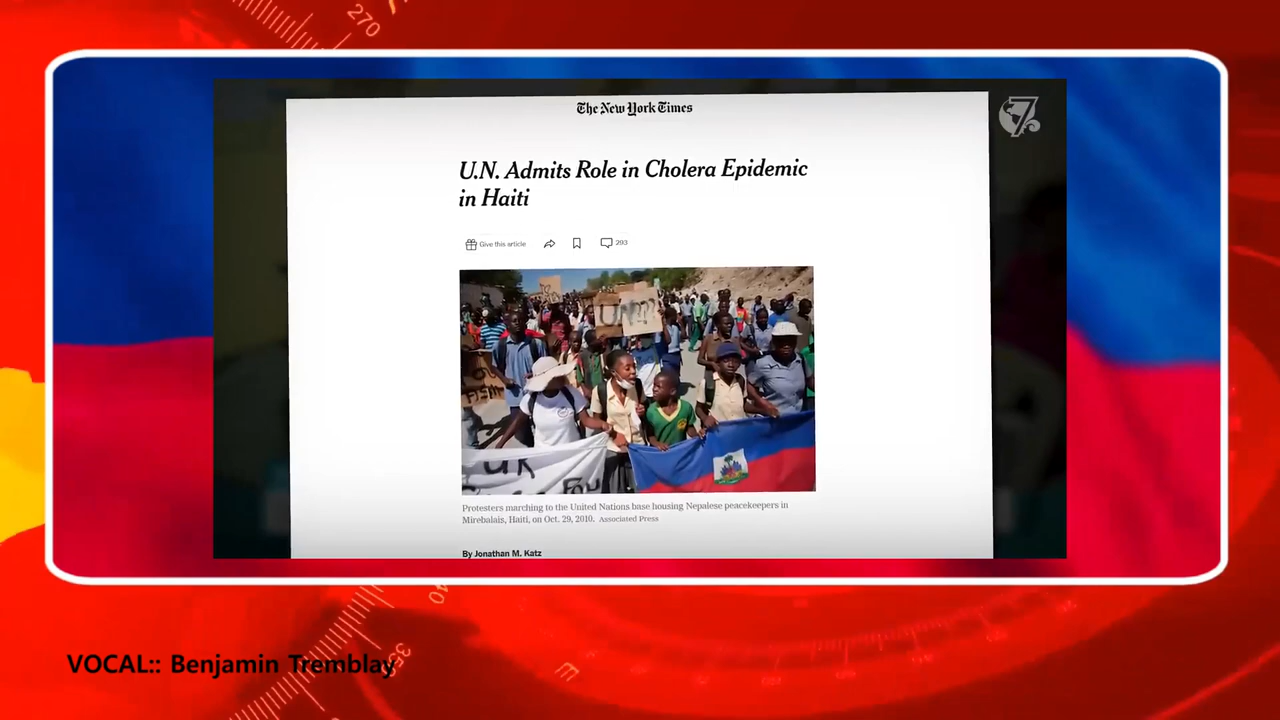 270
The New York Times
U.N. Admits Role in Cholera Epidemic
in Haiti
Give this article
293
UN
Protesters marching to the United Nations base housing Nepalese peacekeepers in
Mirebalais, Haiti, on Oct. 29, 2010. Associated Press
By Jonathan M. Katz
VOCAL:: Benjamin Tremblay